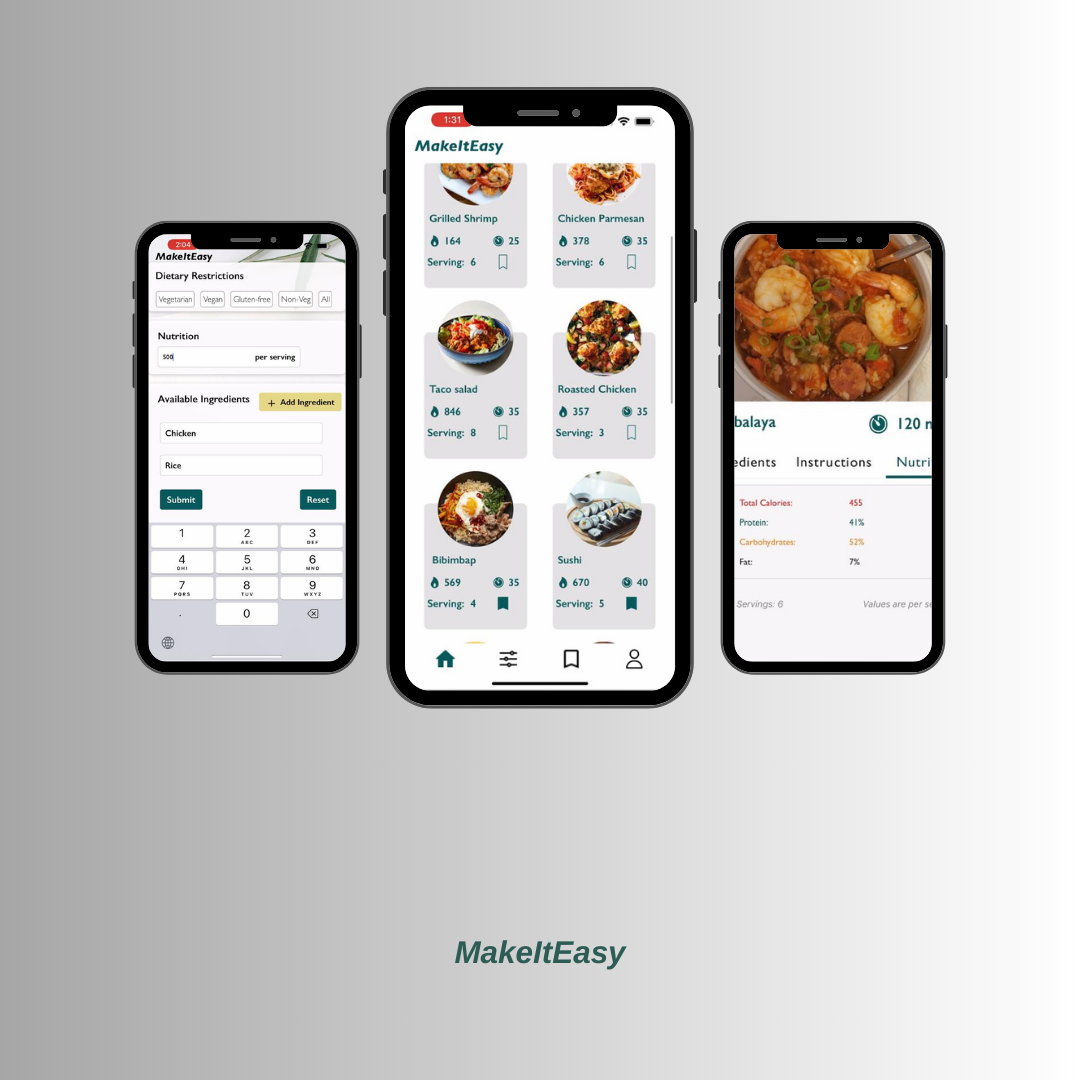 2:04
MakeItEasy
Dietary Restrictions
Vegetarian Vegan Gluten-free Non-Veg All
Nutrition
500 per serving
Available Ingredients + Add Ingredient
Chicken
Rice
Submit Reset
1 2 3
ABC DEF
4 5 6
GHI JKL MNO
7 8 9
PQRS TUV WXYZ
. 0
1:31
MakeItEasy
Grilled Shrimp Chicken Parmesan
164 25 378 35
Serving: 6 Serving: 6
Taco salad Roasted Chicken
846 35 357 35
Serving: 8 Serving: 3
Bibimbap Sushi
569 35 670 40
Serving: 4 Serving: 5
balaya 120 m
edients Instructions Nutri
Total Calories: 455
Protein: 41%
Carbohydrates: 52%
Fat: 7%
Servings: 6 Values are per se
MakeItEasy